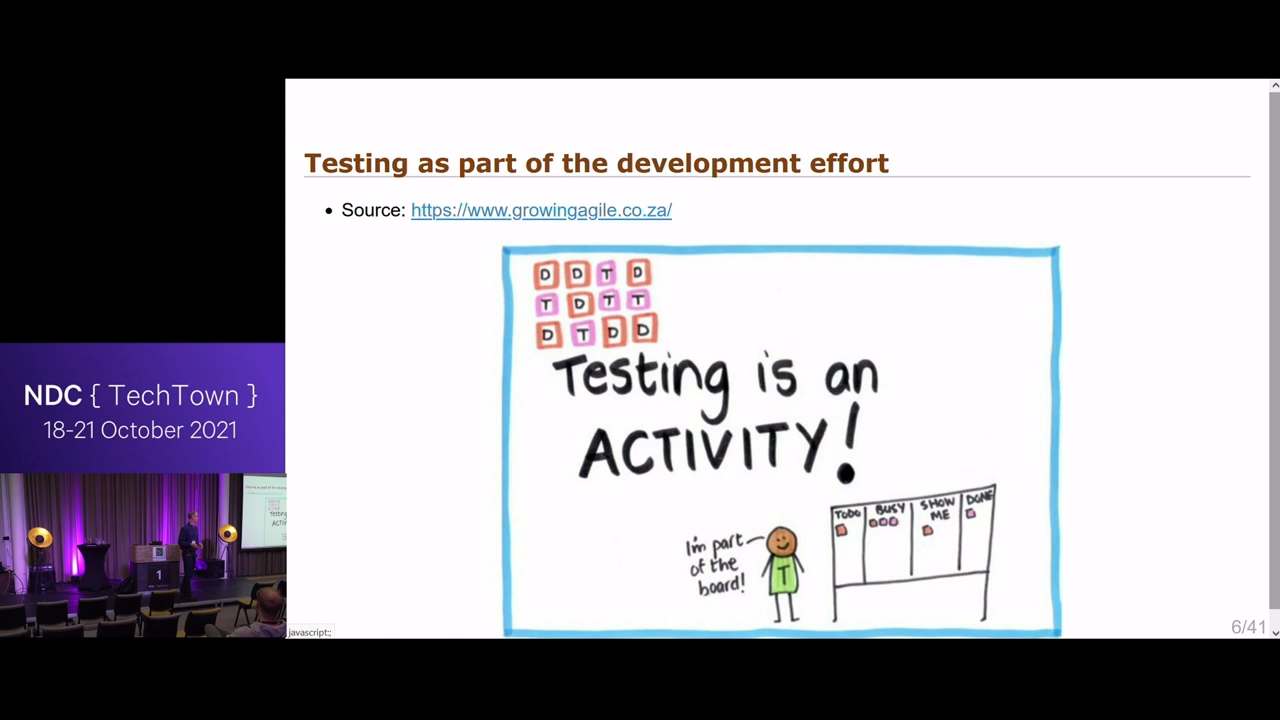 Testing as part of the development effort
• Source: https://www.growingagile.co.za/
D D T D
T D T T
D T D D
Testing is an
ACTIVITY!
I'm part
of the
board!
T
TODO BUSY SHOW ME DONE
NDC { TechTown }
18-21 October 2021
1
javascript:;
6/41